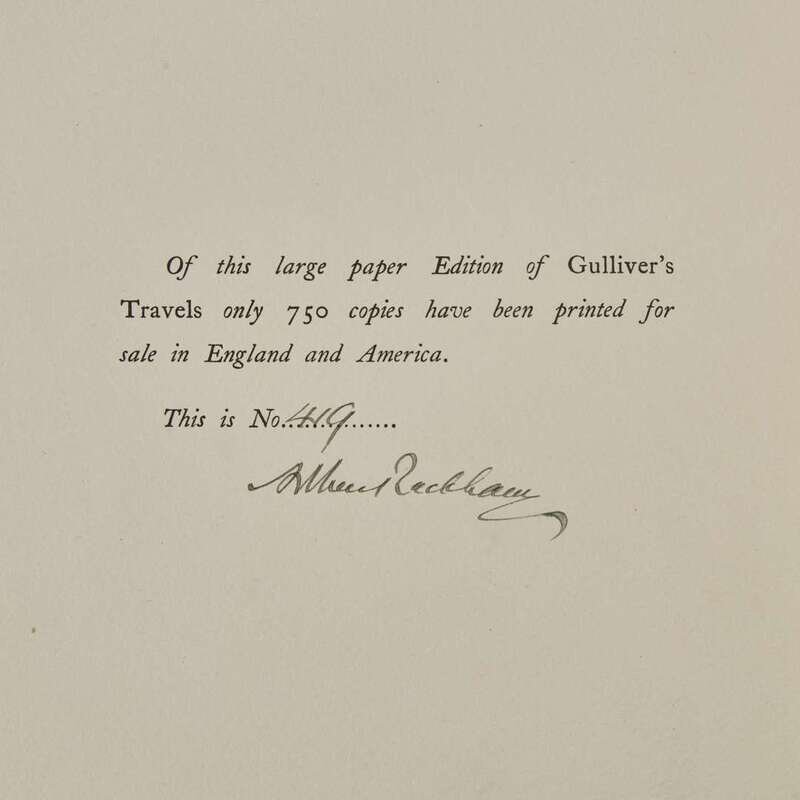 Of this large paper Edition of Gulliver's
Travels only 750 copies have been printed for
sale in England and America.
This is No...419.......
Arthur Rackham